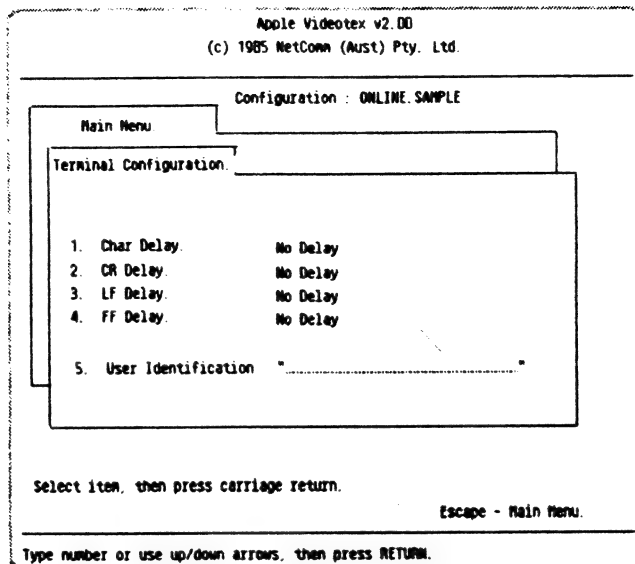 Apple Videotex v2.00
(c) 1985 NetComm (Aust) Pty. Ltd.
Configuration : ONLINE.SAMPLE
Main Menu.
Terminal Configuration.
1. Char Delay. No Delay
2. CR Delay. No Delay
3. LF Delay. No Delay
4. FF Delay. No Delay
5. User Identification "..............................................."
Select item, then press carriage return.
Escape - Main Menu.
Type number or use up/down arrows, then press RETURN.